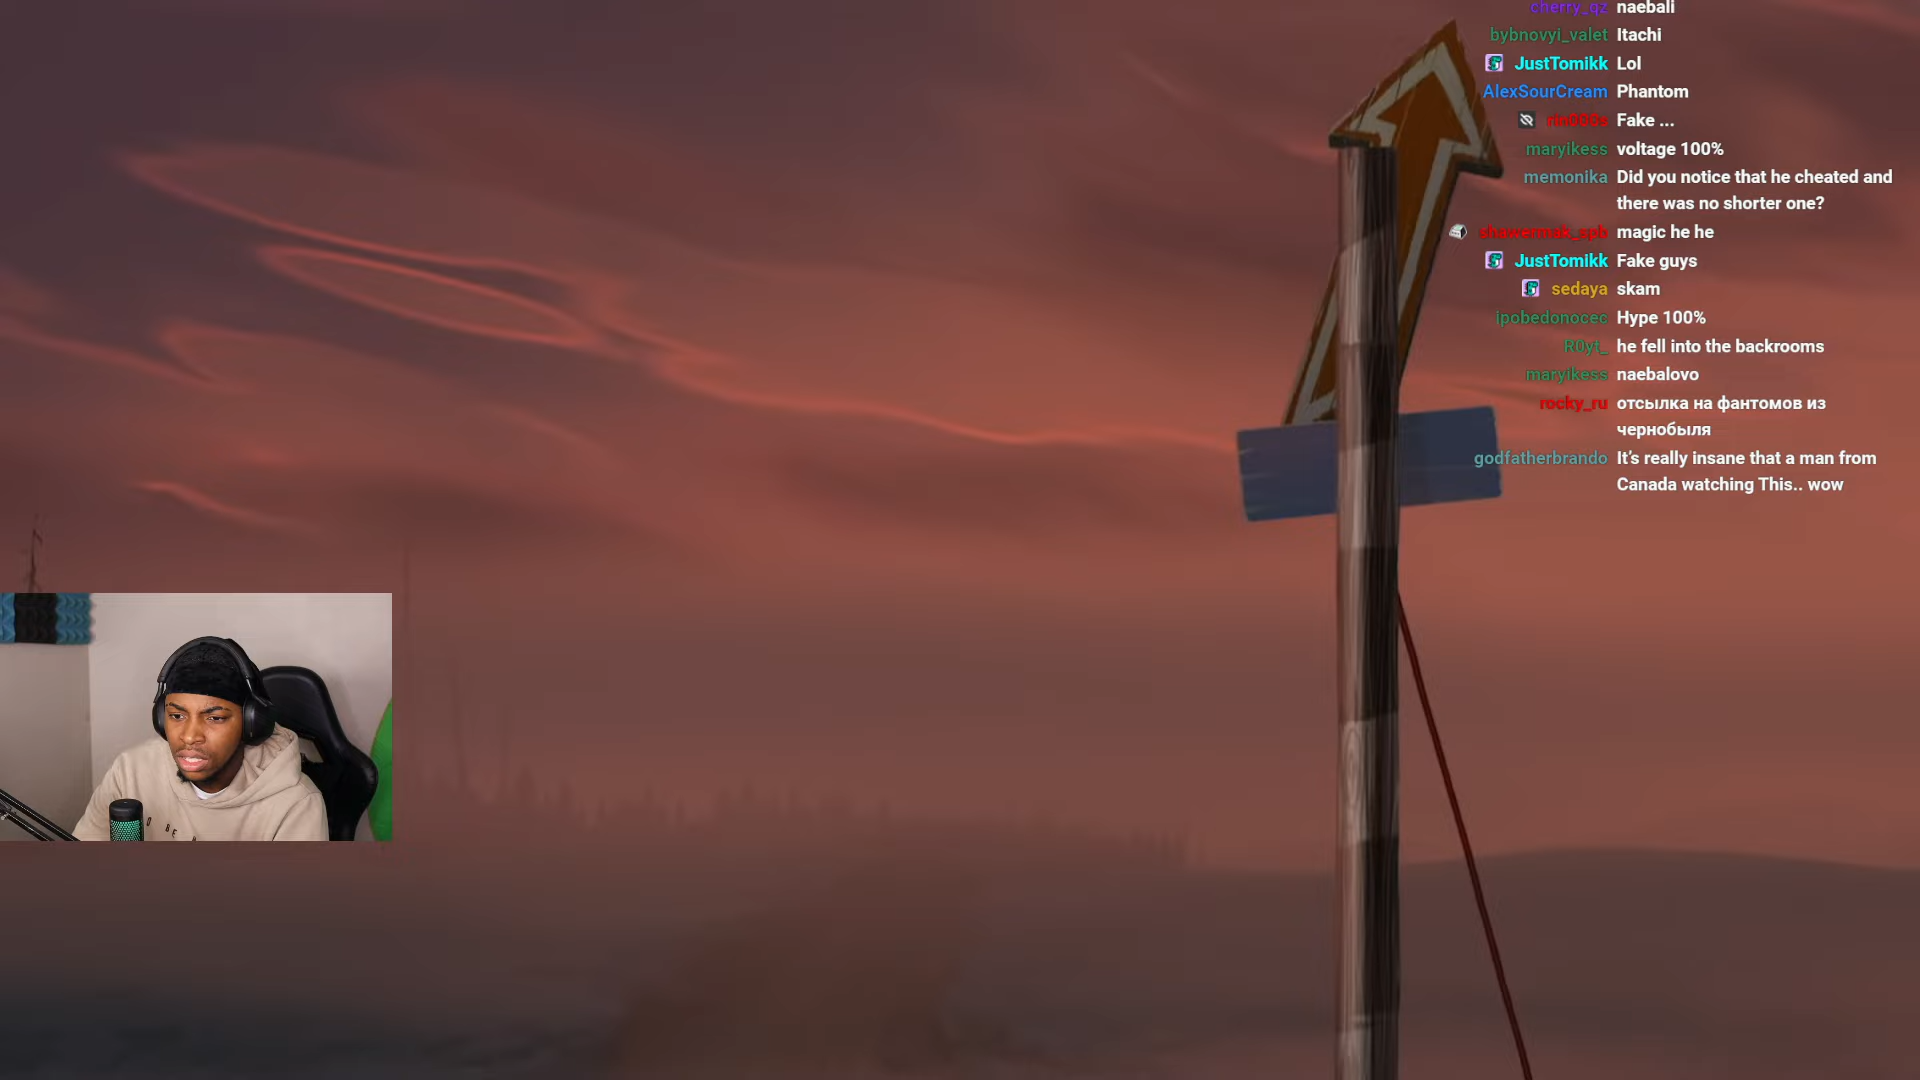 cherry_qz naebali
bybnovyi_valet Itachi
JustTomikk Lol
AlexSourCream Phantom
Fake ...
maryikess voltage 100%
memonika Did you notice that he cheated and
there was no shorter one?
shawermak_spb magic he he
JustTomikk Fake guys
sedaya skam
ipobedonocec Hype 100%
R0yt_ he fell into the backrooms
maryikess naebalovo
rocky_ru отсылка на фантомов из
чернобыля
godfatherbrando It's really insane that a man from
Canada watching This.. wow